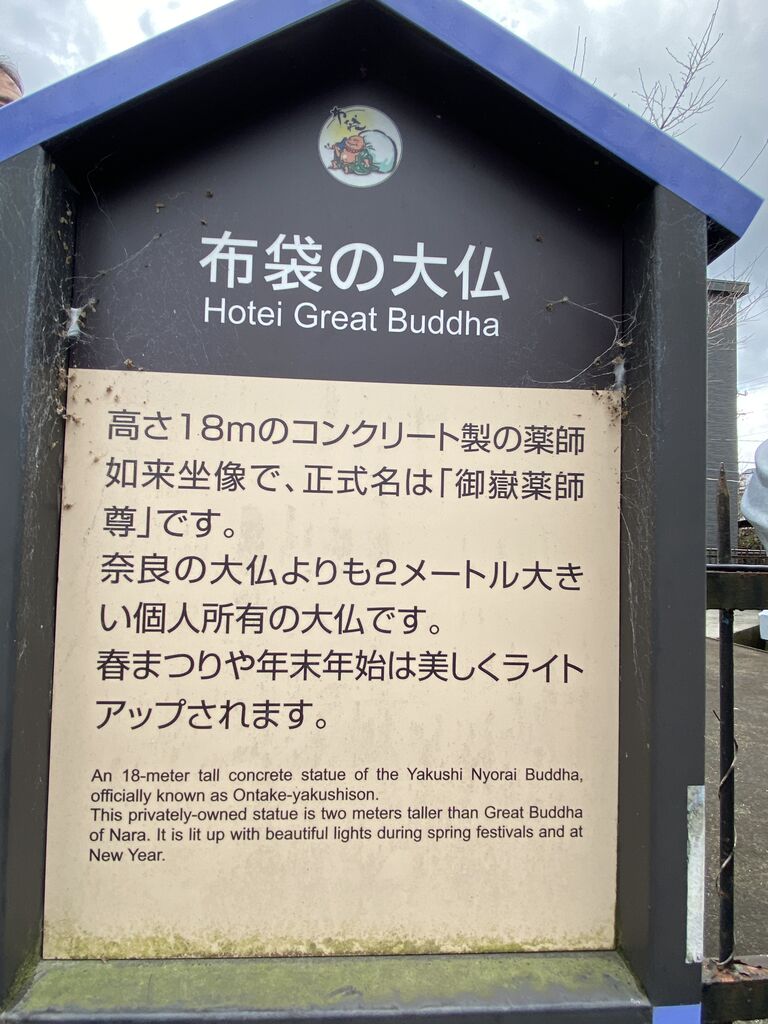 布袋
布袋の大仏
Hotei Great Buddha
高さ18mのコンクリート製の薬師
如来坐像で、正式名は「御嶽薬師
尊」です。
奈良の大仏よりも2メートル大き
い個人所有の大仏です。
春まつりや年末年始は美しくライト
アップされます。
An 18-meter tall concrete statue of the Yakushi Nyorai Buddha,
officially known as Ontake-yakushison.
This privately-owned statue is two meters taller than Great Buddha
of Nara. It is lit up with beautiful lights during spring festivals and at
New Year.